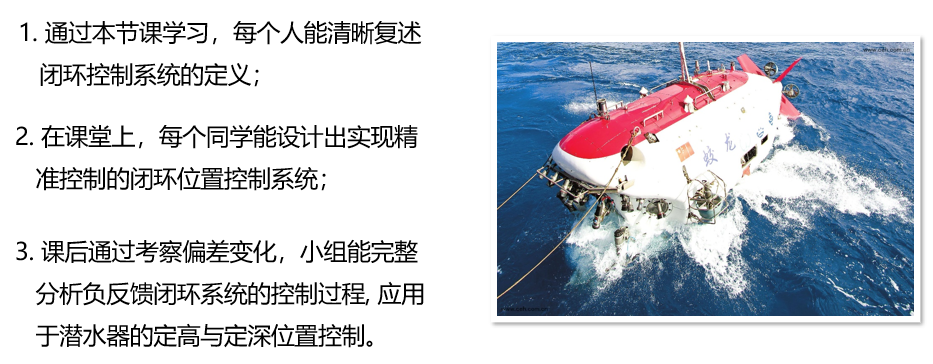 1. 通过本节课学习，每个人能清晰复述
闭环控制系统的定义；
2. 在课堂上，每个同学能设计出实现精
准控制的闭环位置控制系统；
3. 课后通过考察偏差变化，小组能完整
分析负反馈闭环系统的控制过程, 应用
于潜水器的定高与定深位置控制。
蛟龙